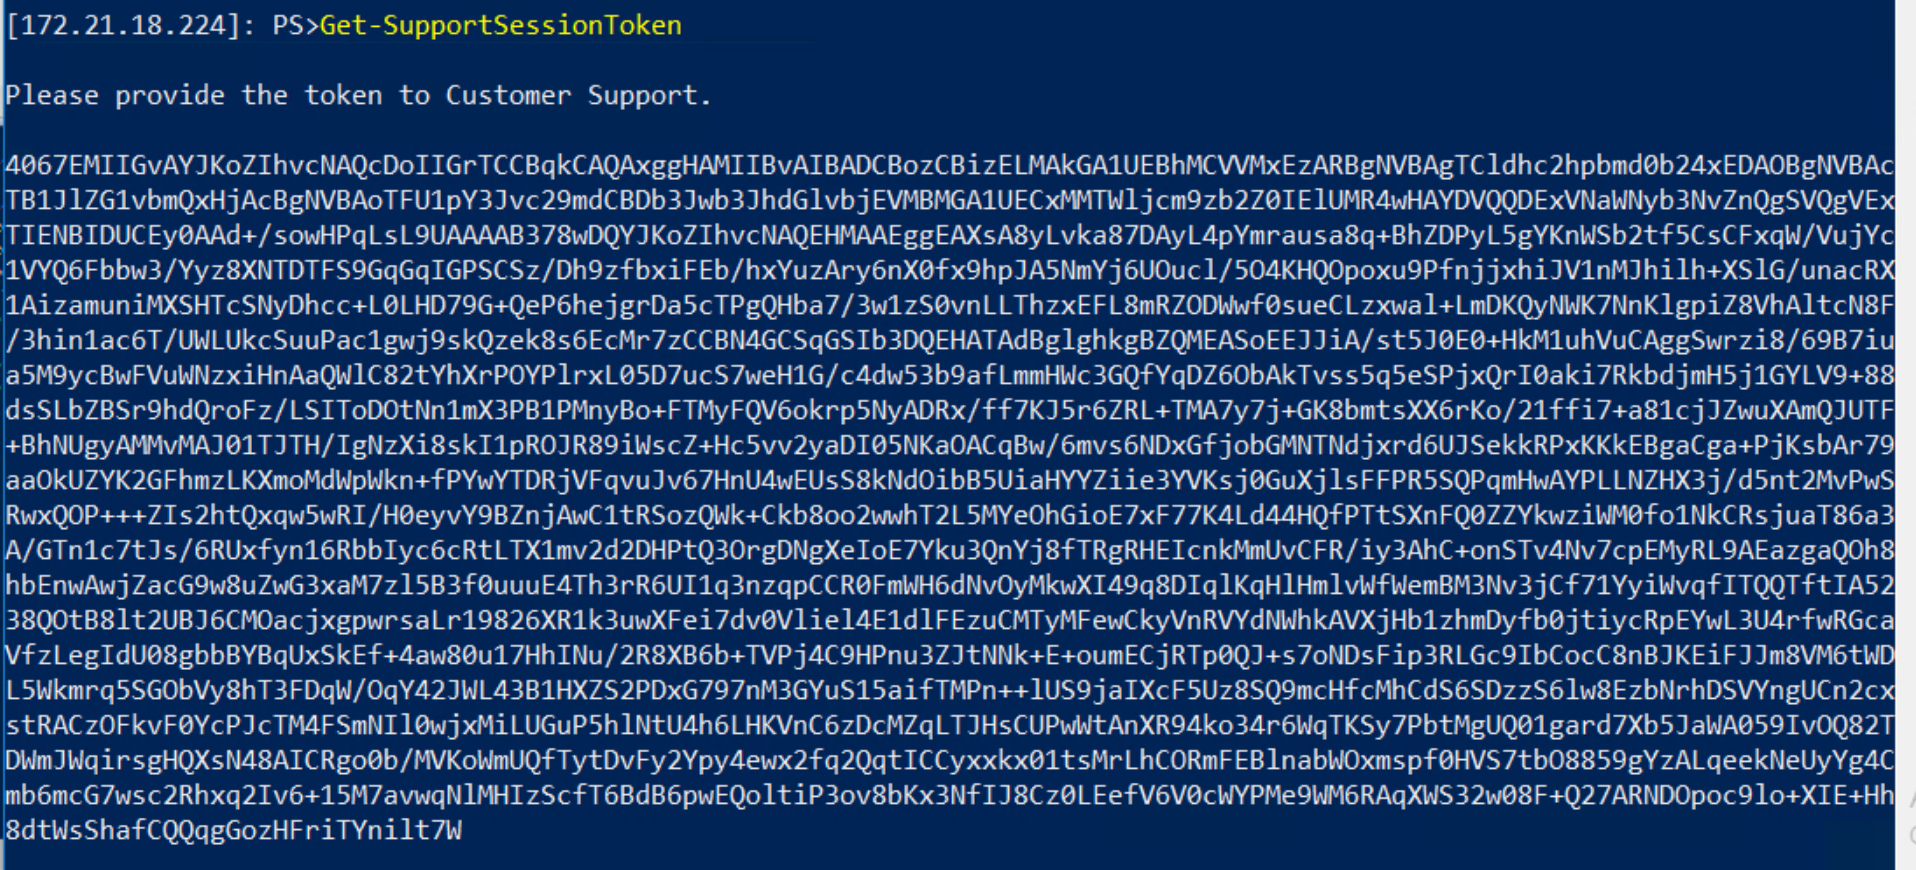 [172.21.18.224]: PS>Get-SupportSessionToken
Please provide the token to Customer Support.
4067EMIIGvAYJKoZIhvcNAQcDoIIGrTCCBqkCAQAxggHAMIIBvAIBADCBozCBizELMAkGA1UEBhMCVVMxEzARBgNVBAgTCldhc2hpbmd0b24xEDAOBgNVBAc
TB1JlZG1vbmQxHjAcBgNVBAoTFU1pY3Jvc29mdCBDb3Jwb3JhdGlvbjEVMBMGA1UECxMMTWljcm9zb2Z0IElUMR4wHAYDVQQDExVNaWNyb3NvZnQgSVQgVEx
TIENBIDUCEy0AAd+/sowHPqLsL9UAAAAB378wDQYJKoZIhvcNAQEHMAAEggEAXsA8yLvka87DAyL4pYmrausa8q+BhZDPyL5gYKnWSb2tf5CsCFxqW/VujYc
1VYQ6Fbbw3/Yyz8XNTDTFS9GqGqIGPSCSz/Dh9zfbxiFEb/hxYuzAry6nX0fx9hpJA5NmYj6UOucl/5O4KHQOpoxu9PfnjjxhiJV1nMJhilh+XSlG/unacRX
1AizamuniMXSHTcSNyDhcc+L0LHD79G+QeP6hejgrDa5cTPgQHba7/3w1zS0vnLLThzxEFL8mRZODWwf0sueCLzxwal+LmDKQyNWK7NnKlgpiZ8VhAltcN8F
/3hin1ac6T/UWLUkcSuuPac1gwj9skQzek8s6EcMr7zCCBN4GCSqGSIb3DQEHATAdBglghkgBZQMEASoEEJJiA/st5J0E0+HkM1uhVuCAggSwrzi8/69B7iu
a5M9ycBwFVuWNzxiHnAaQWlC82tYhXrPOYPlrxL05D7ucS7weH1G/c4dw53b9afLmmHWc3GQfYqDZ6ObAkTvss5q5eSPjxQrI0aki7RkbdjmH5j1GYLV9+88
dsSLbZBSr9hdQroFz/LSIToDOtNn1mX3PB1PMnyBo+FTMyFQV6okrp5NyADRx/ff7KJ5r6ZRL+TMA7y7j+GK8bmtsXX6rKo/21ffi7+a81cjJZwuXAmQJUTF
+BhNUgyAMMvMAJ01TJTH/IgNzXi8skI1pROJR89iWscZ+Hc5vv2yaDI05NKaOACqBw/6mvs6NDxGfjobGMNTNdjxrd6UJSekkRPxKKkEBgaCga+PjKsbAr79
aaOkUZYK2GFhmzLKXmoMdWpWkn+fPYwYTDRjVFqvuJv67HnU4wEUsS8kNdOibB5UiaHYYZiie3YVKsj0GuXjlsFFPR5SQPqmHwAYPLLNZHX3j/d5nt2MvPwS
RwxQOP+++ZIs2htQxqw5wRI/H0eyvY9BZnjAwC1tRSozQWk+Ckb8oo2wwhT2L5MYeOhGioE7xF77K4Ld44HQfPTtSXnFQ0ZZYkwziWM0fo1NkCRsjuaT86a3
A/GTn1c7tJs/6RUxfyn16RbbIyc6cRtLTX1mv2d2DHPtQ3OrgDNgXeIoE7Yku3QnYj8fTRgRHEIcnkMmUvCFR/iy3AhC+onSTv4Nv7cpEMyRL9AEazgaQOh8
hbEnwAwjZacG9w8uZwG3xaM7zl5B3f0uuuE4Th3rR6UI1q3nzqpCCR0FmWH6dNvOyMkwXI49q8DIqlKqHlHmlvWfWemBM3Nv3jCf71YyiWvqfITQQTftIA52
38QOtB8lt2UBJ6CMOacjxgpwrsaLr19826XR1k3uwXFei7dv0Vliel4E1dlFEzuCMTyMFewCkyVnRVYdNWhkAVXjHb1zhmDyfb0jtiycRpEYwL3U4rfwRGca
VfzLegIdU08gbbBYBqUxSkEf+4aw80u17HhINu/2R8XB6b+TVPj4C9HPnu3ZJtNNk+E+oumECjRTp0QJ+s7oNDsFip3RLGc9IbCocC8nBJKEiFJJm8VM6tWD
L5Wkmrq5SGObVy8hT3FDqW/OqY42JWL43B1HXZS2PDxG797nM3GYuS15aifTMPn++lUS9jaIXcF5Uz8SQ9mcHfcMhCdS6SDzzS6lw8EzbNrhDSVYngUCn2cx
stRACzOFkvF0YcPJcTM4FSmNIl0wjxMiLUGuP5hlNtU4h6LHKVnC6zDcMZqLTJHsCUPwWtAnXR94ko34r6WqTKSy7PbtMgUQ01gard7Xb5JaWA059IvOQ82T
DWmJWqirsgHQXsN48AICRgo0b/MVKoWmUQfTytDvFy2Ypy4ewx2fq2QqtICCyxxkx01tsMrLhCORmFEBlnabWOxmspf0HVS7tbO8859gYzALqeekNeUyYg4C
mb6mcG7wsc2Rhxq2Iv6+15M7avwqNlMHIzScfT6BdB6pwEQoltiP3ov8bKx3NfIJ8Cz0LEefV6V0cWYPMe9WM6RAqXWS32w08F+Q27ARNDOpoc9lo+XIE+Hh
8dtWsShafCQQqgGozHFriTYnilt7W